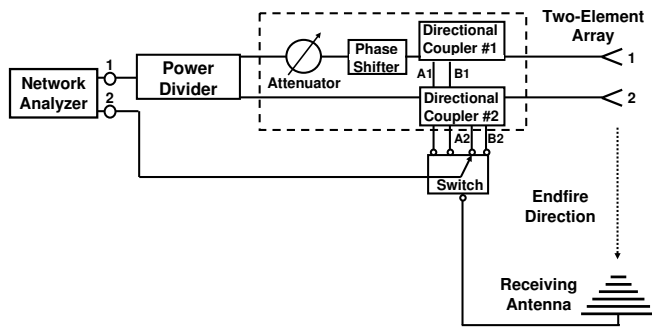 Two-Element
Array
Directional
Coupler #1
Phase
Shifter
Attenuator
1
Power
Divider
Network
Analyzer
1
2
A1
B1
Directional
Coupler #2
2
A2
B2
Switch
Endfire
Direction
Receiving
Antenna